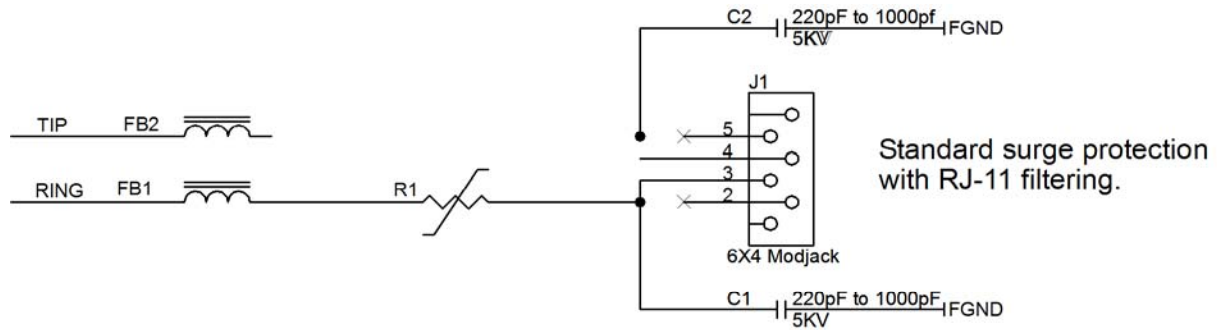 C2 220pF to 1000pf FGND
5KV
J1
TIP FB2
5
4
Standard surge protection
with RJ-11 filtering.
RING FB1 R1
3
2
6X4 Modjack
C1 220pF to 1000pF FGND
5KV